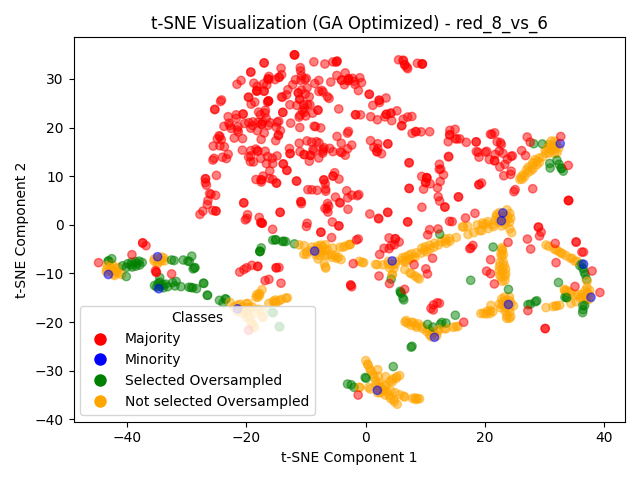 t-SNE Visualization (GA Optimized) - red_8_vs_6
30
20
10
0
−10
−20
−30
−40
t-SNE Component 2
Classes
Majority
Minority
Selected Oversampled
Not selected Oversampled
−40
−20
0
20
40
t-SNE Component 1